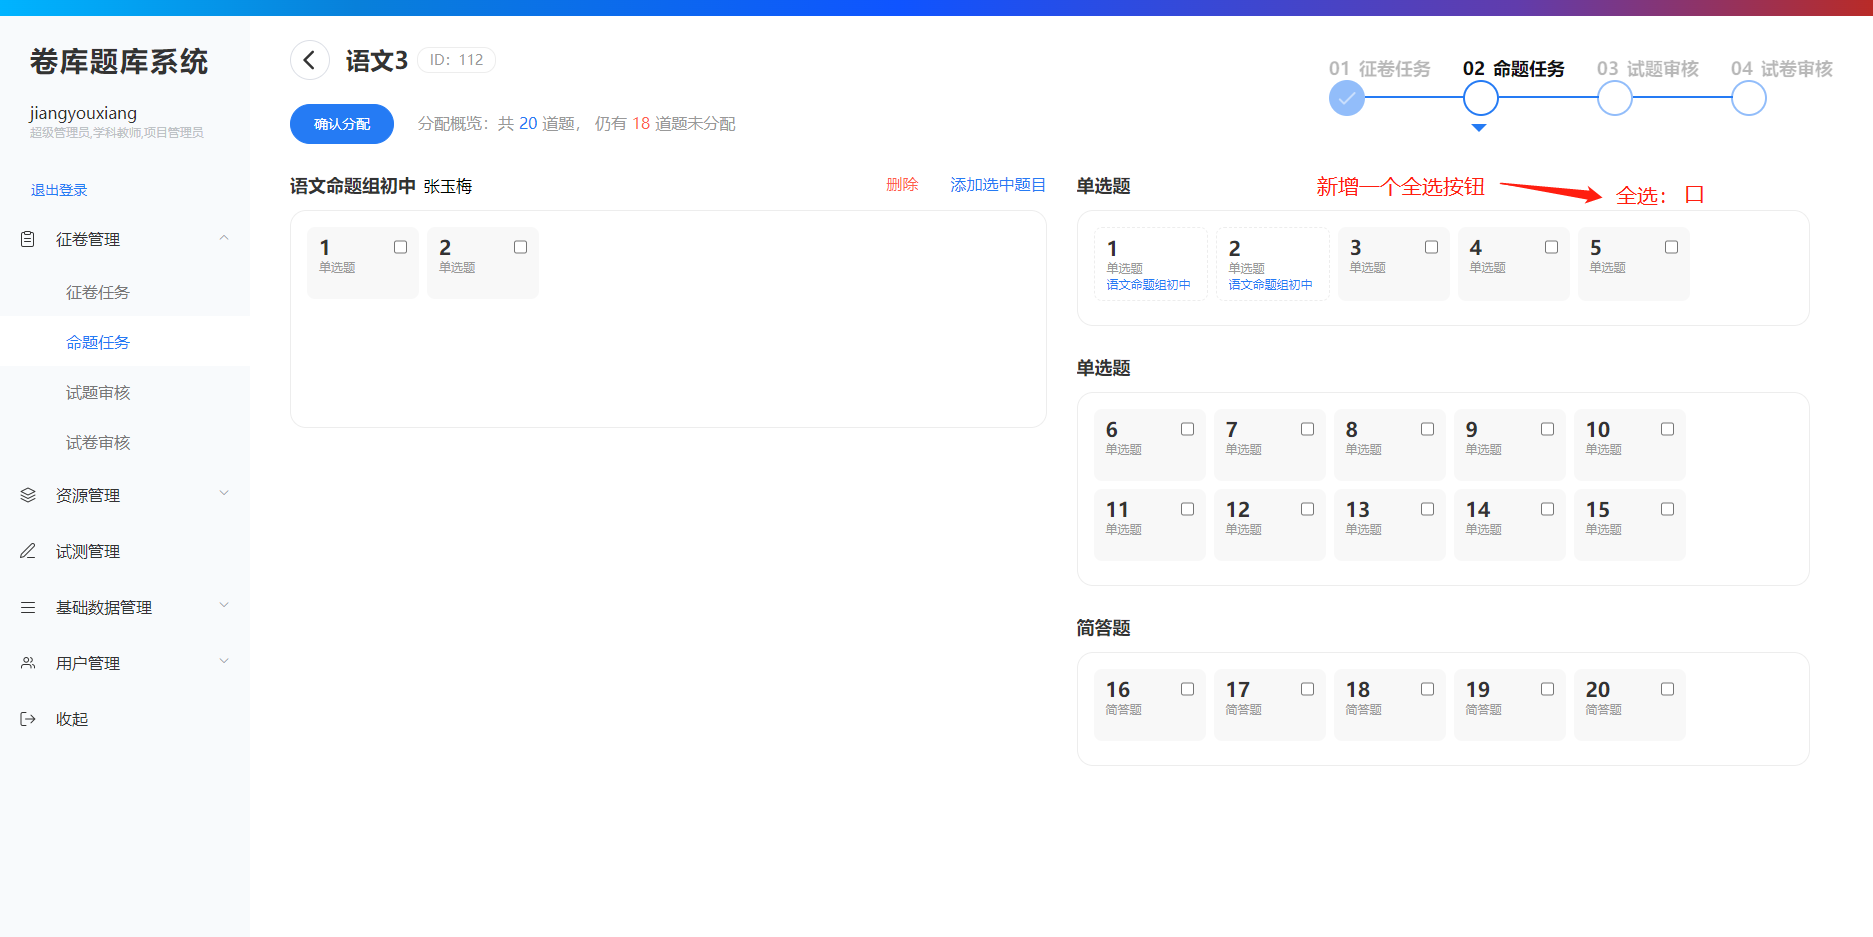 卷库题库系统
jiangyouxiang
超级管理员,学科教师,项目管理员
退出登录
征卷管理
征卷任务
命题任务
试题审核
试卷审核
资源管理
试测管理
基础数据管理
用户管理
收起
语文3 ID：112
01 征卷任务 02 命题任务 03 试题审核 04 试卷审核
确认分配 分配概览：共 20 道题， 仍有 18 道题未分配
语文命题组初中 张玉梅 删除 添加选中题目
1 2
单选题 单选题
单选题 新增一个全选按钮 全选： 口
1 2 3 4 5
单选题 单选题 单选题 单选题 单选题
语文命题组初中 语文命题组初中
单选题
6 7 8 9 10
单选题 单选题 单选题 单选题 单选题
11 12 13 14 15
单选题 单选题 单选题 单选题 单选题
简答题
16 17 18 19 20
简答题 简答题 简答题 简答题 简答题